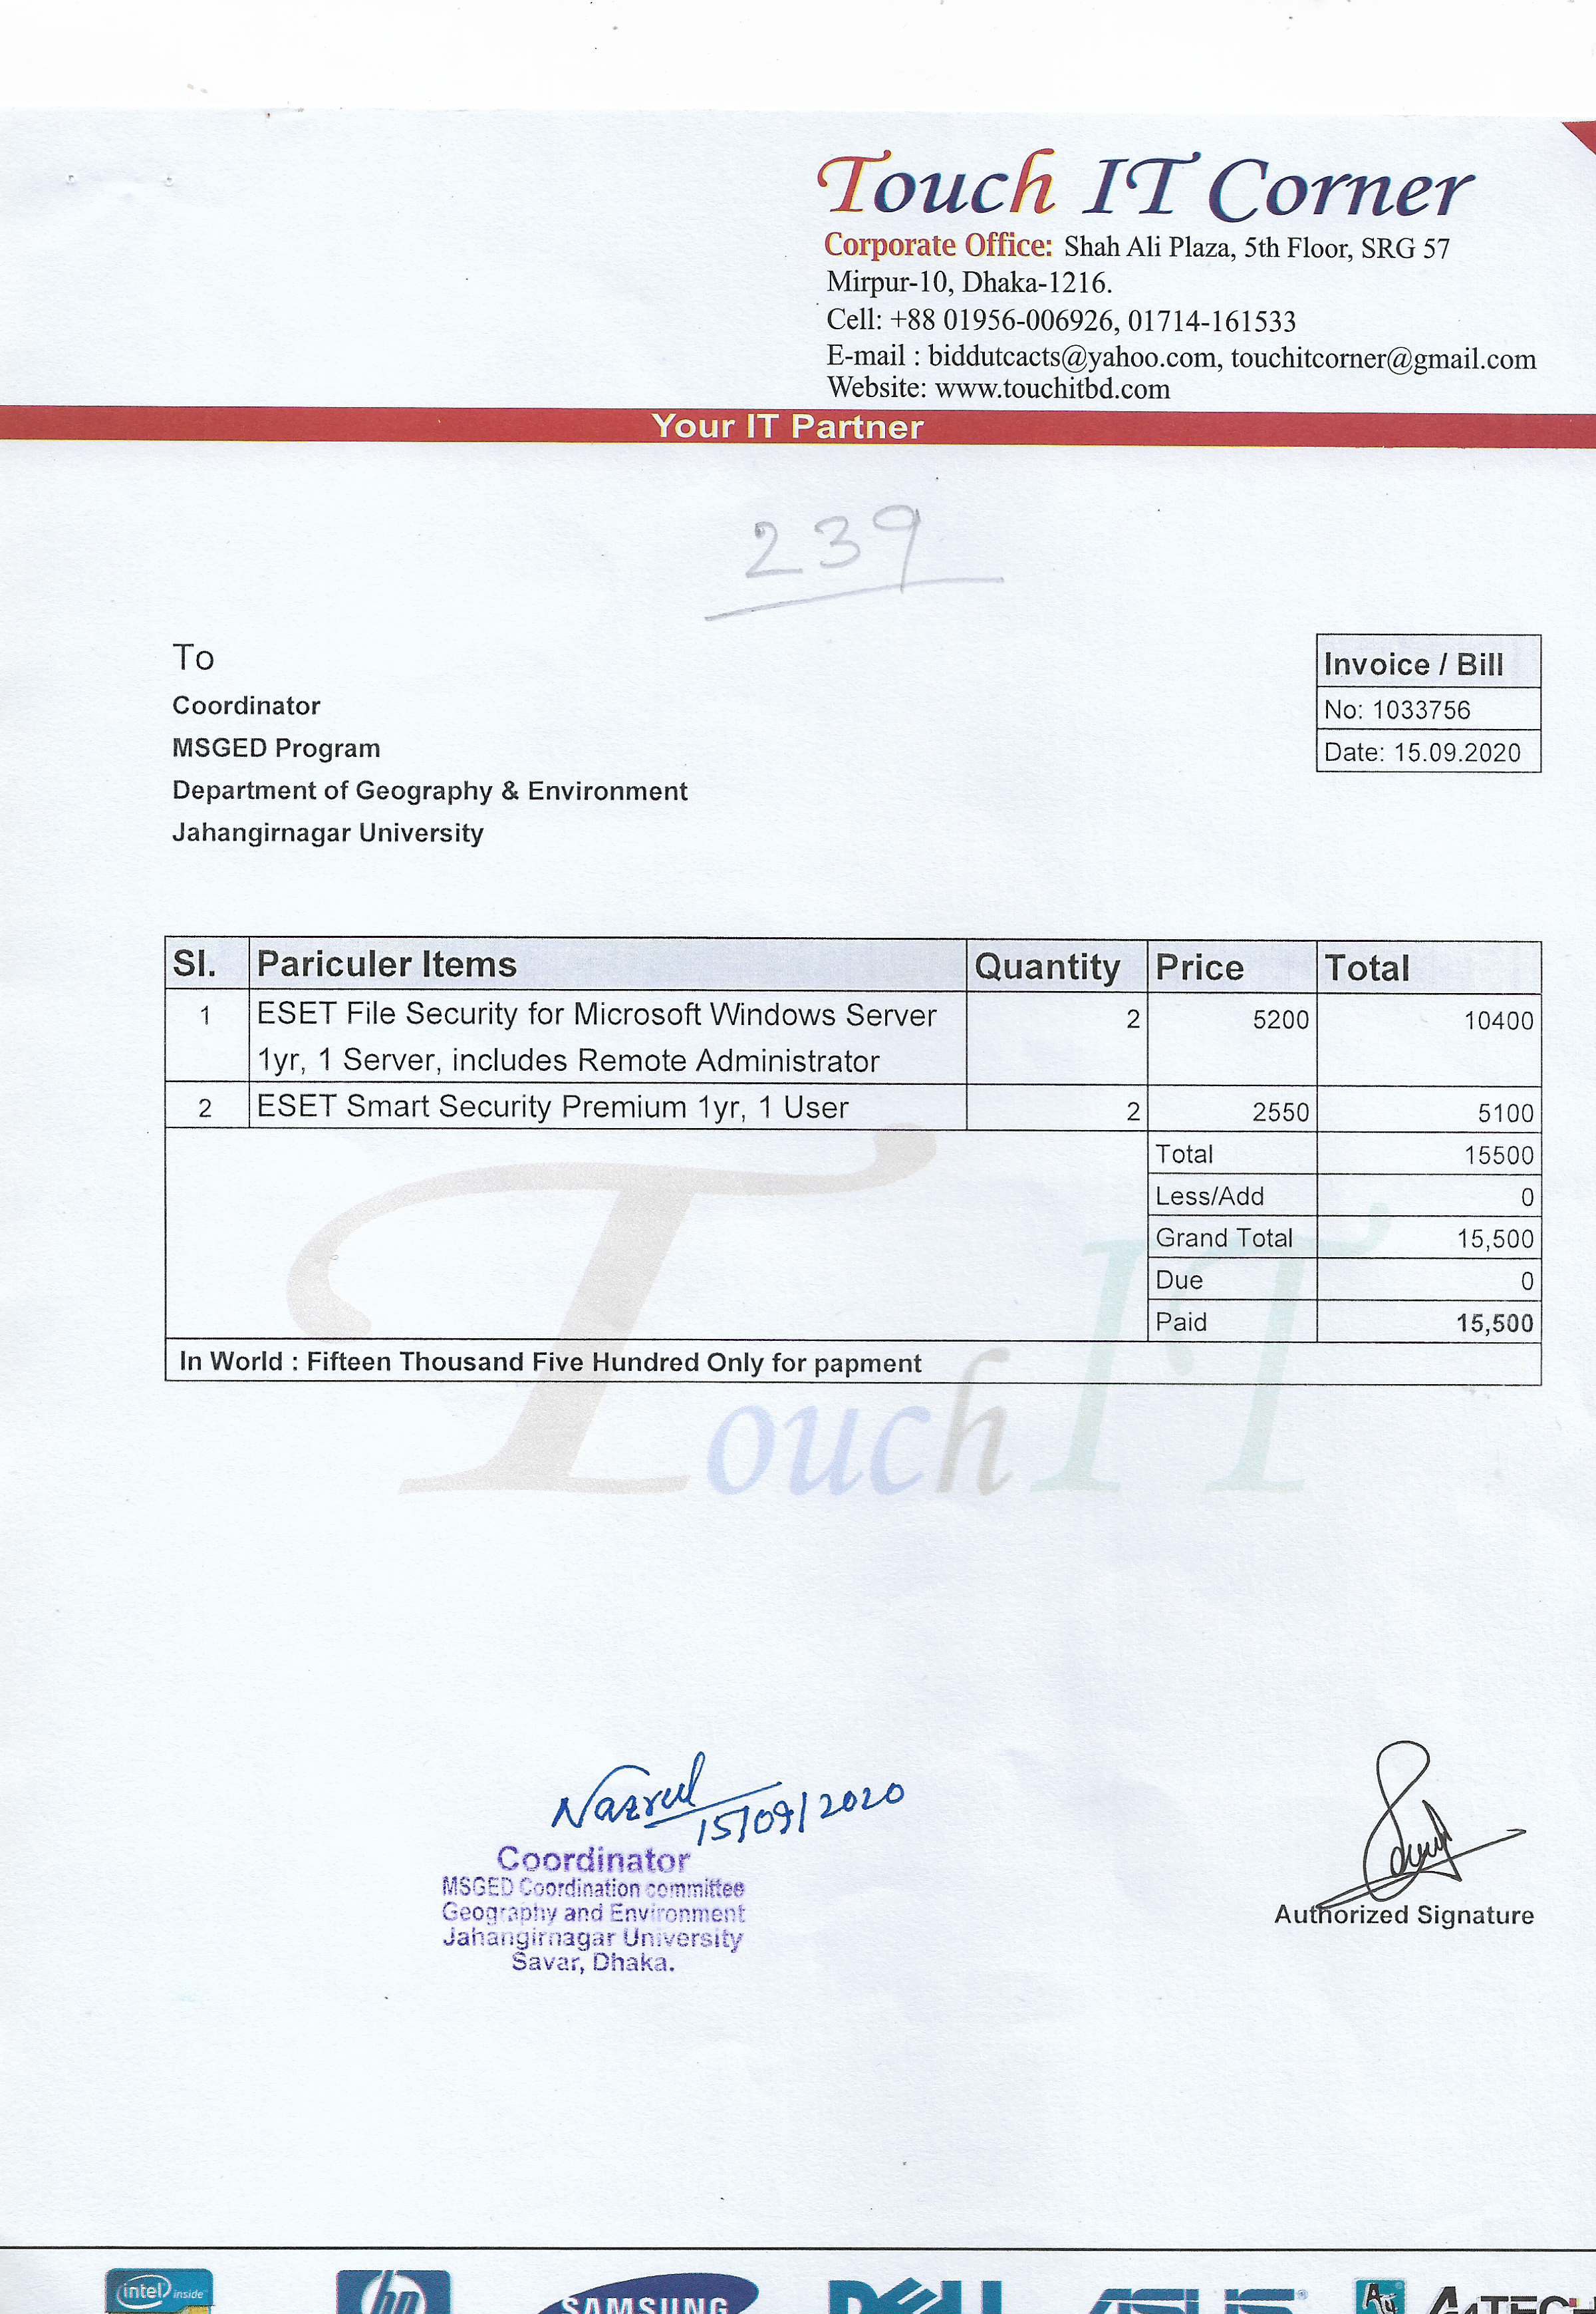 Touch IT Corner
Corporate Office: Shah Ali Plaza, 5th Floor, SRG 57
Mirpur-10, Dhaka-1216.
Cell: +88 01956-006926, 01714-161533
E-mail : biddutcacts@yahoo.com, touchitcorner@gmail.com
Website: www.touchitbd.com
Your IT Partner
239
To
Coordinator
MSGED Program
Department of Geography & Environment
Jahangirnagar University
Invoice / Bill
No: 1033756
Date: 15.09.2020
Sl. Pariculer Items Quantity Price Total
1 ESET File Security for Microsoft Windows Server 2 5200 10400
1yr, 1 Server, includes Remote Administrator
2 ESET Smart Security Premium 1yr, 1 User 2 2550 5100
Total 15500
Less/Add 0
Grand Total 15,500
Due 0
Paid 15,500
In World : Fifteen Thousand Five Hundred Only for papment
Touch IT
Nazrul 15/09/2020
Coordinator
MSGED Coordination committee
Geography and Environment
Jahangirnagar University
Savar, Dhaka.
Authorized Signature
intel inside hp SAMSUNG DELL ASUS A4TECH